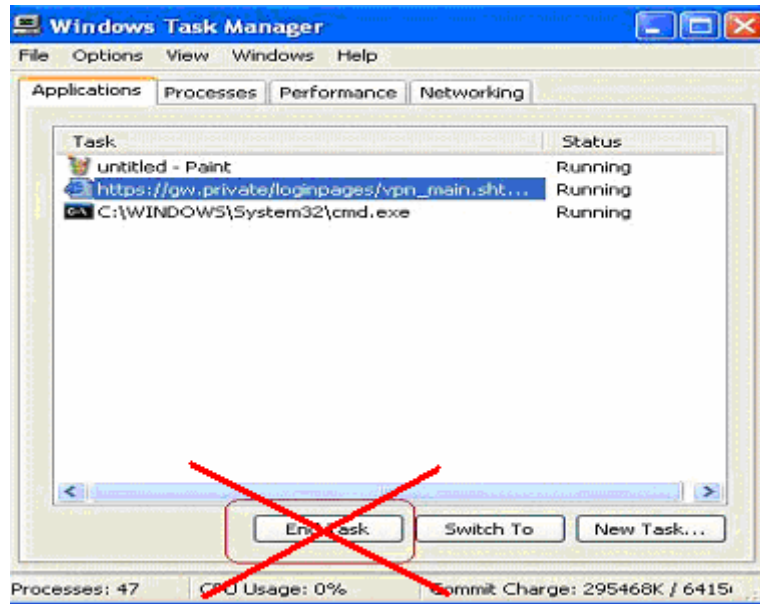 Windows Task Manager
File Options View Windows Help
Applications Processes Performance Networking
Task Status
untitled - Paint Running
https://gw.private/loginpages/vpn_main.sht... Running
C:\WINDOWS\System32\cmd.exe Running
End Task Switch To New Task...
Processes: 47 CPU Usage: 0% Commit Charge: 295468K / 6415